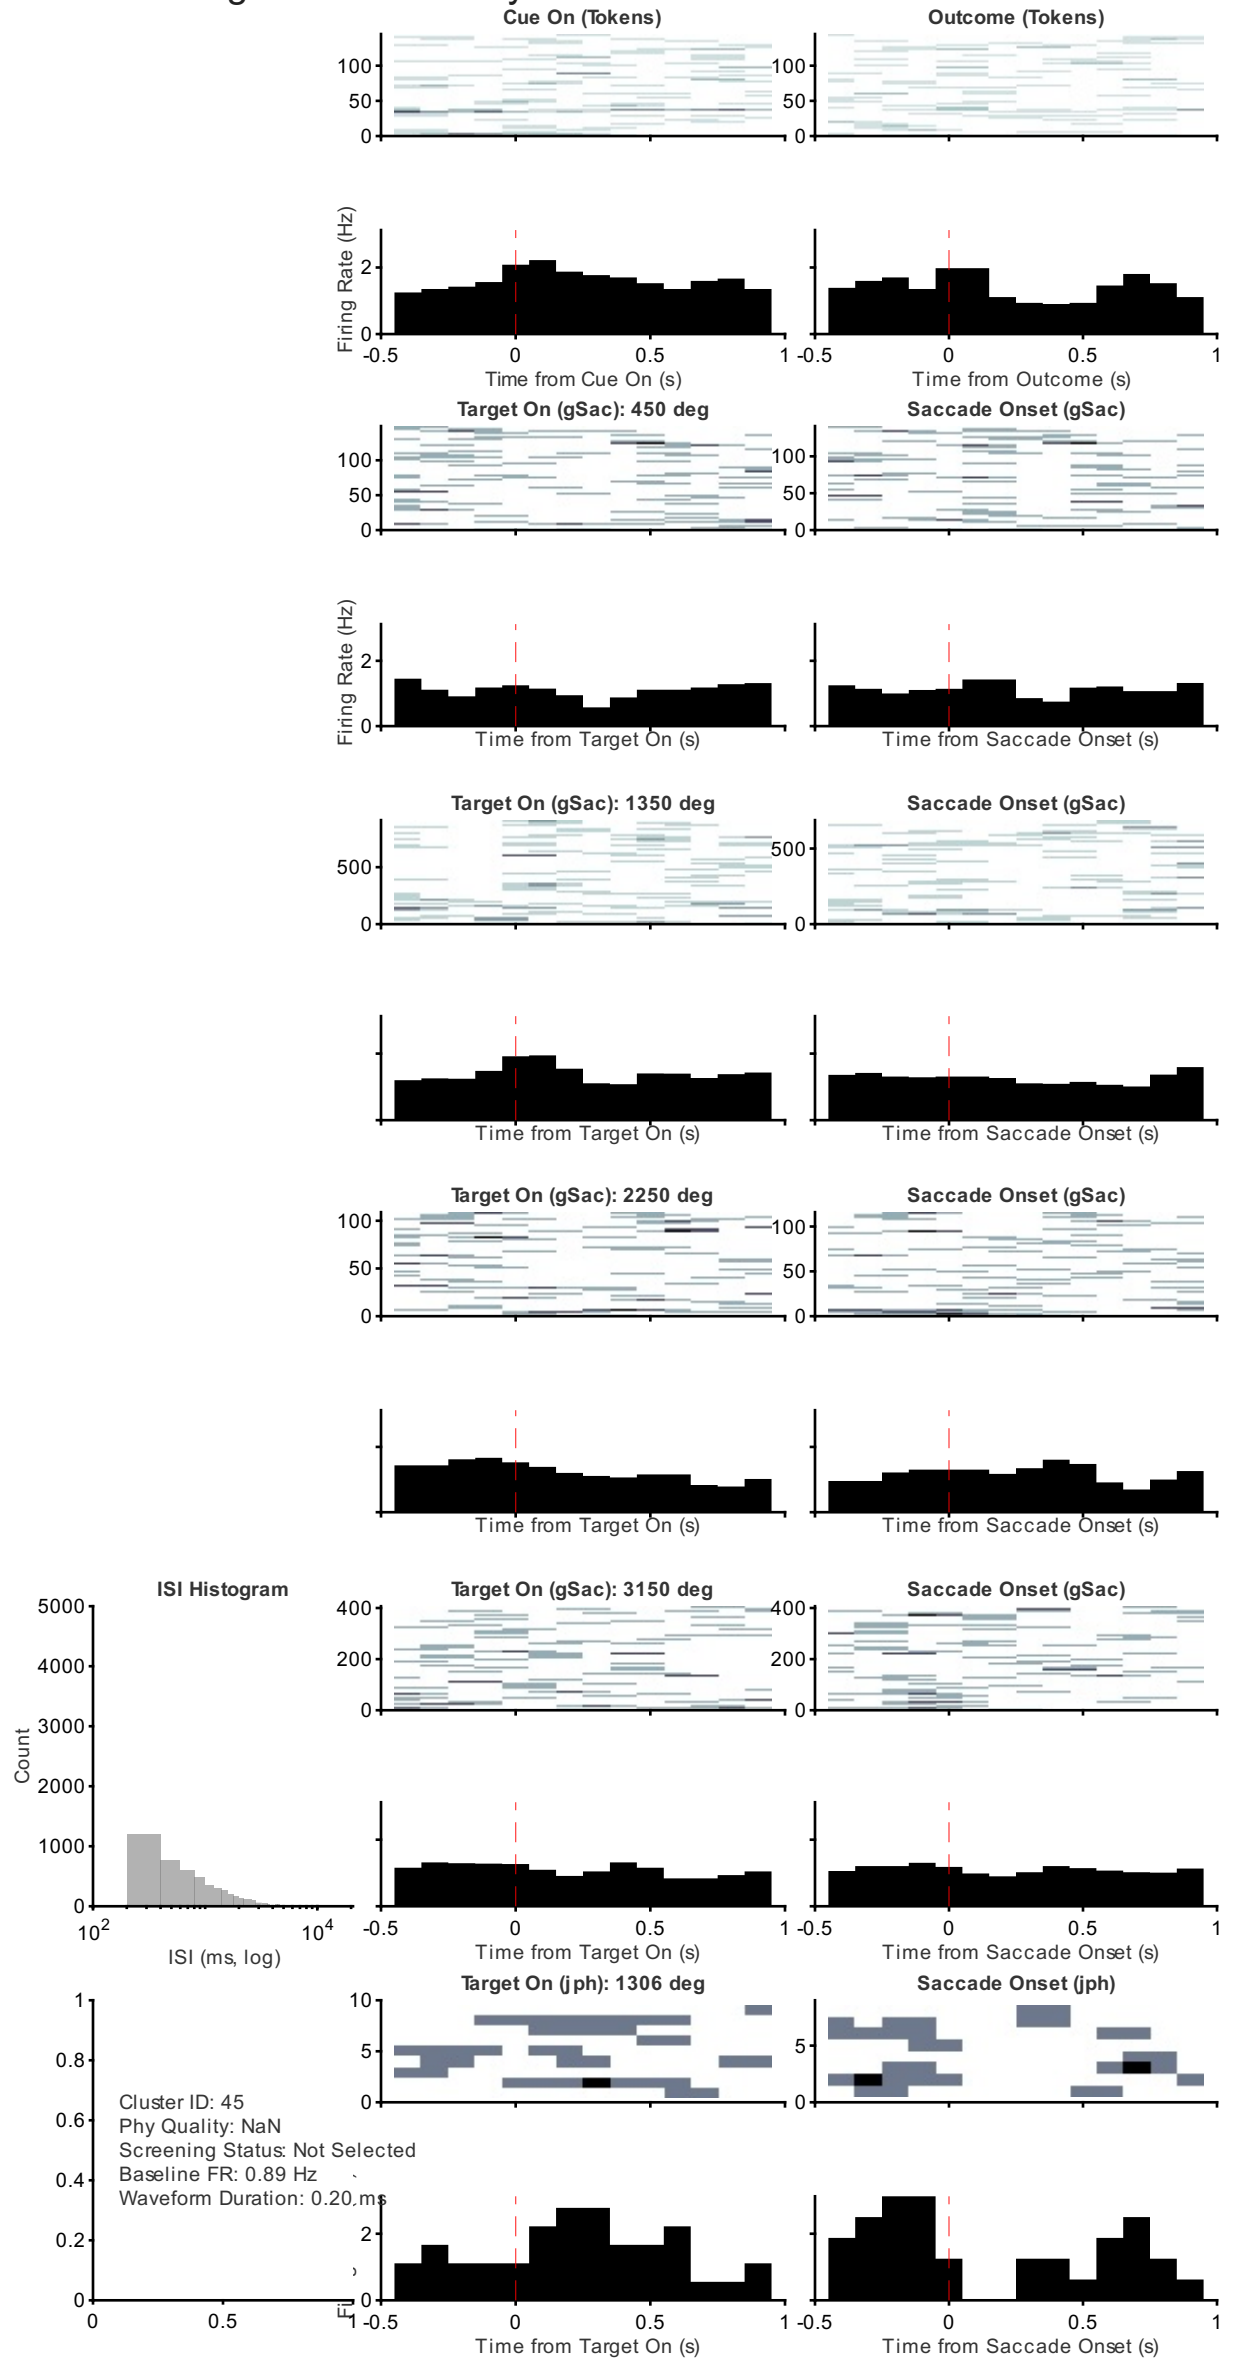 Cue On (Tokens)
Outcome (Tokens)
100
50
0
100
50
0
Firing Rate (Hz)
2
0
-0.5 0 0.5 1
-0.5 0 0.5 1
Time from Cue On (s)
Time from Outcome (s)
Target On (gSac): 450 deg
Saccade Onset (gSac)
100
50
0
100
50
0
Firing Rate (Hz)
2
0
Time from Target On (s)
Time from Saccade Onset (s)
Target On (gSac): 1350 deg
Saccade Onset (gSac)
500
0
500
0
Time from Target On (s)
Time from Saccade Onset (s)
Target On (gSac): 2250 deg
Saccade Onset (gSac)
100
50
0
100
50
0
Time from Target On (s)
Time from Saccade Onset (s)
ISI Histogram
5000
4000
3000
2000
1000
0
Count
10^2 10^4
ISI (ms, log)
Target On (gSac): 3150 deg
Saccade Onset (gSac)
400
200
0
400
200
0
-0.5 0 0.5 1
-0.5 0 0.5 1
Time from Target On (s)
Time from Saccade Onset (s)
Target On (jph): 1306 deg
Saccade Onset (jph)
10
5
0
5
0
1
0.8
0.6
0.4
0.2
0
0 0.5 1
Cluster ID: 45
Phy Quality: NaN
Screening Status: Not Selected
Baseline FR: 0.89 Hz
Waveform Duration: 0.20 ms
2
0
-0.5 0 0.5 1
-0.5 0 0.5 1
Time from Target On (s)
Time from Saccade Onset (s)